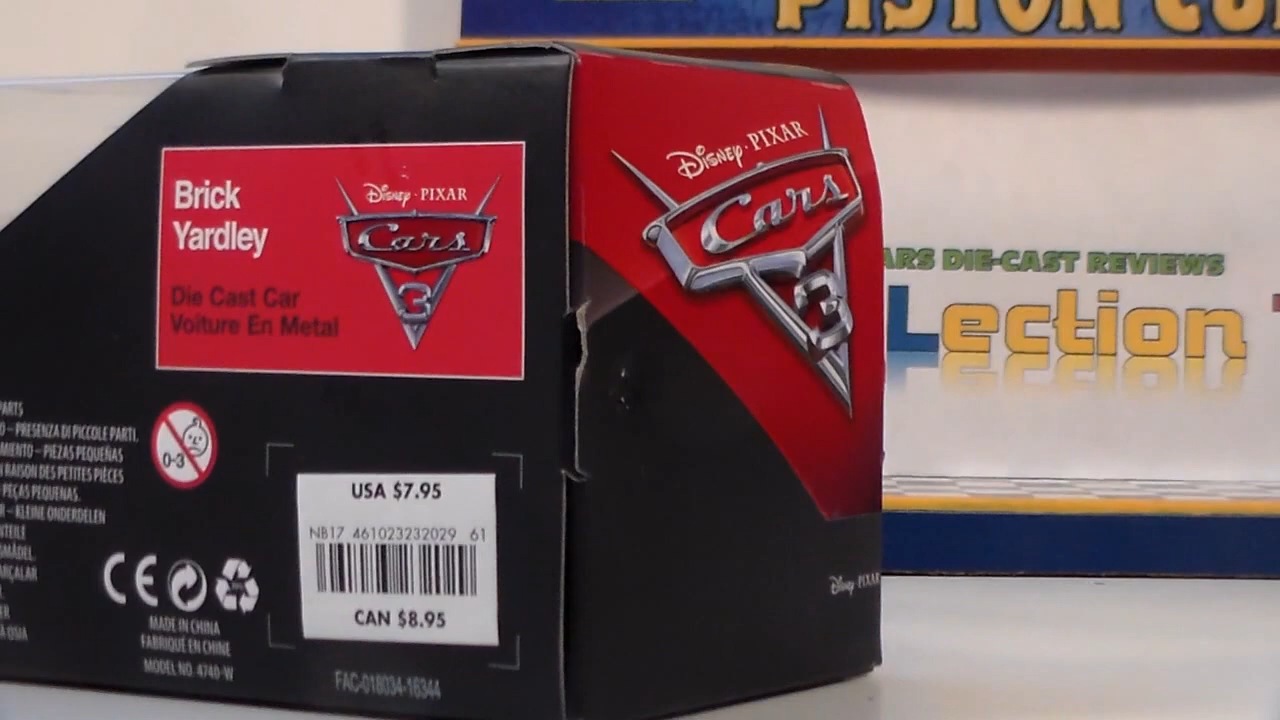 PISTON CU
Brick
Yardley
Disney · PIXAR
Cars
3
Die Cast Car
Voiture En Metal
Disney · PIXAR
Cars
3
ARS DIE-CAST REVIEWS
Lection
PARTS
O – PRESENZA DI PICCOLE PARTI.
MIENTO – PIEZAS PEQUEÑAS
N RAISON DES PETITES PIÈCES
PEÇAS PEQUENAS.
R – KLEINE ONDERDELEN
0-3
USA $7.95
NB17 461023232029 61
CAN $8.95
CE
MADE IN CHINA
FABRIQUÉ EN CHINE
MODEL NO. 4740-W
FAC-018034-16344
Disney PIXAR